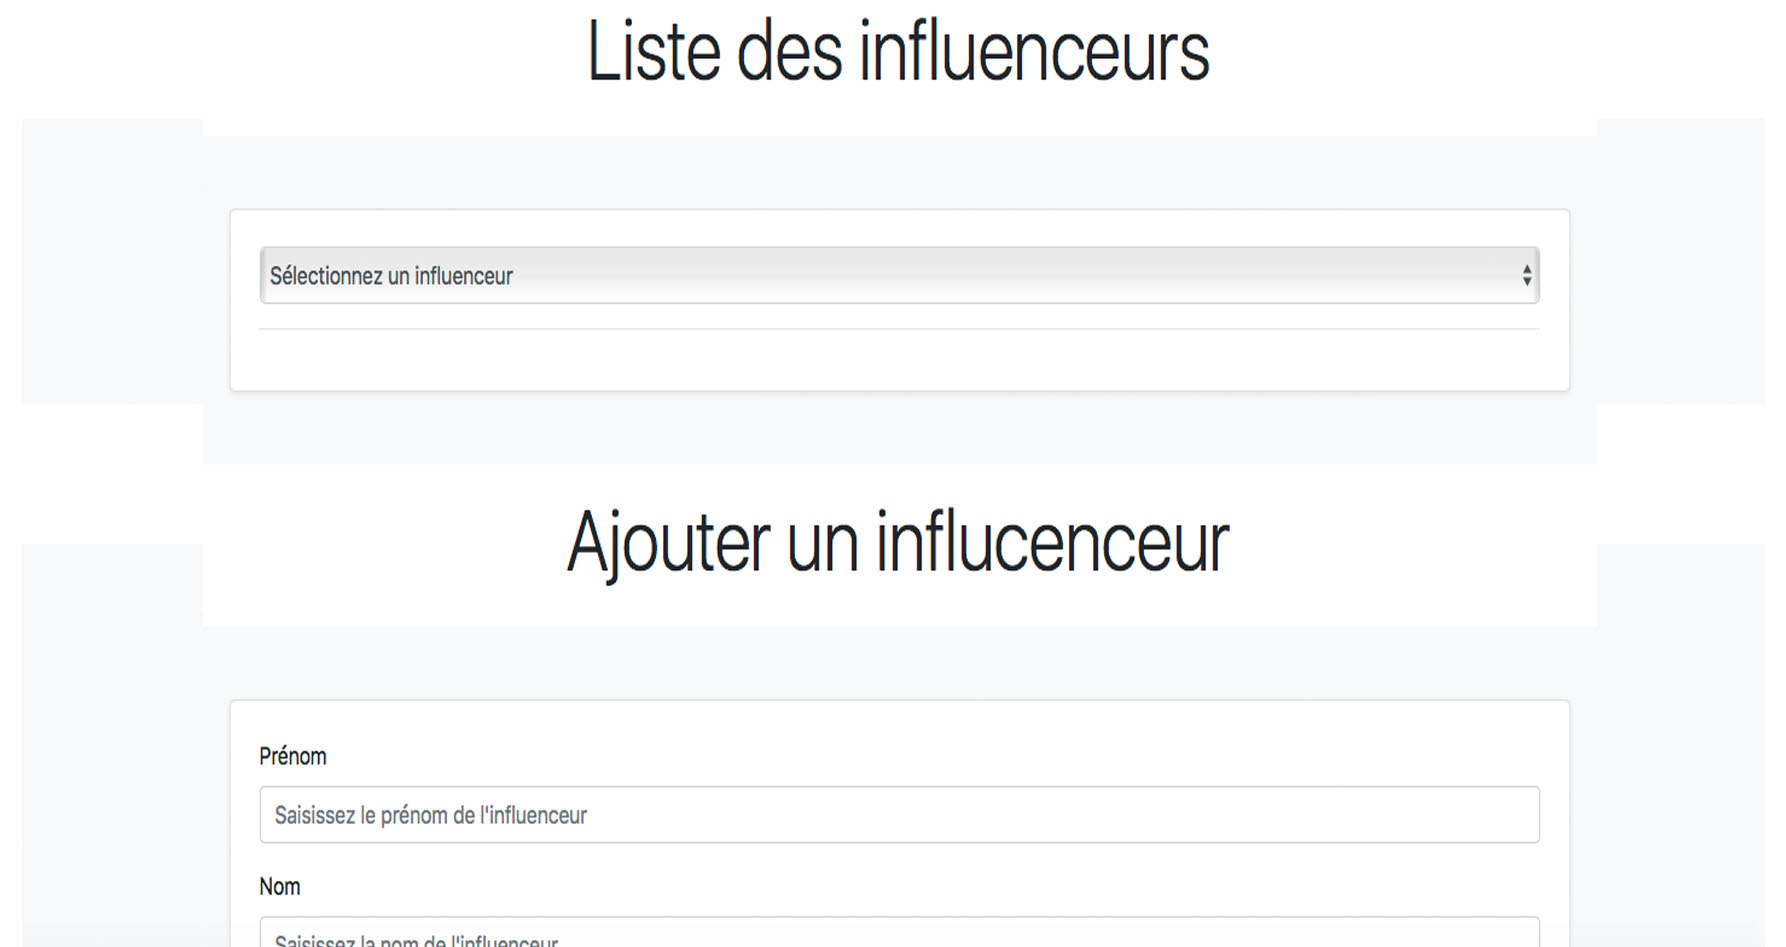 Liste des influenceurs
Sélectionnez un influenceur
Ajouter un influcenceur
Prénom
Saisissez le prénom de l'influenceur
Nom
Saisissez la nom de l'influenceur